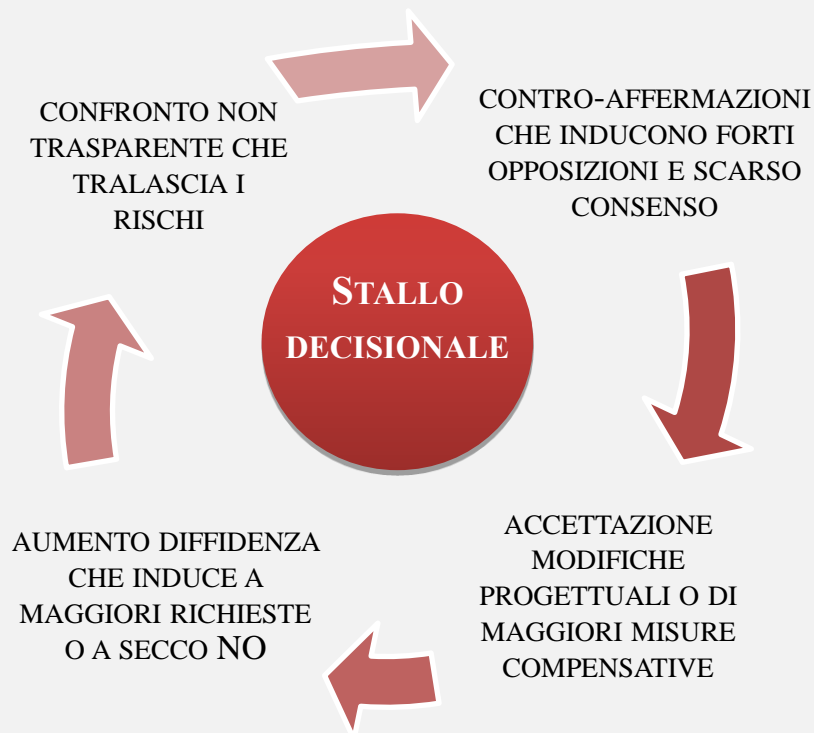 CONFRONTO NON
TRASPARENTE CHE
TRALASCIA I
RISCHI
CONTRO-AFFERMAZIONI
CHE INDUCONO FORTI
OPPOSIZIONI E SCARSO
CONSENSO
STALLO
DECISIONALE
ACCETTAZIONE
MODIFICHE
PROGETTUALI O DI
MAGGIORI MISURE
COMPENSATIVE
AUMENTO DIFFIDENZA
CHE INDUCE A
MAGGIORI RICHIESTE
O A SECCO NO